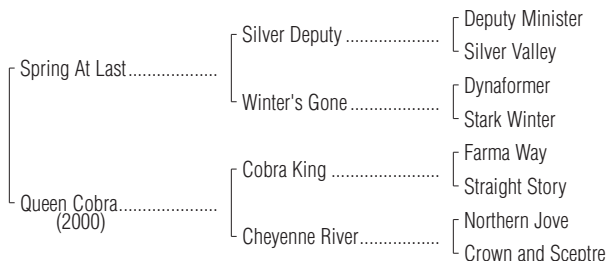 Deputy Minister
Silver Deputy ....................
Silver Valley
Spring At Last...................
Dynaformer
Winter's Gone ...................
Stark Winter
Farma Way
Cobra King .......................
Straight Story
Queen Cobra.....................
(2000)
Northern Jove
Cheyenne River.................
Crown and Sceptre